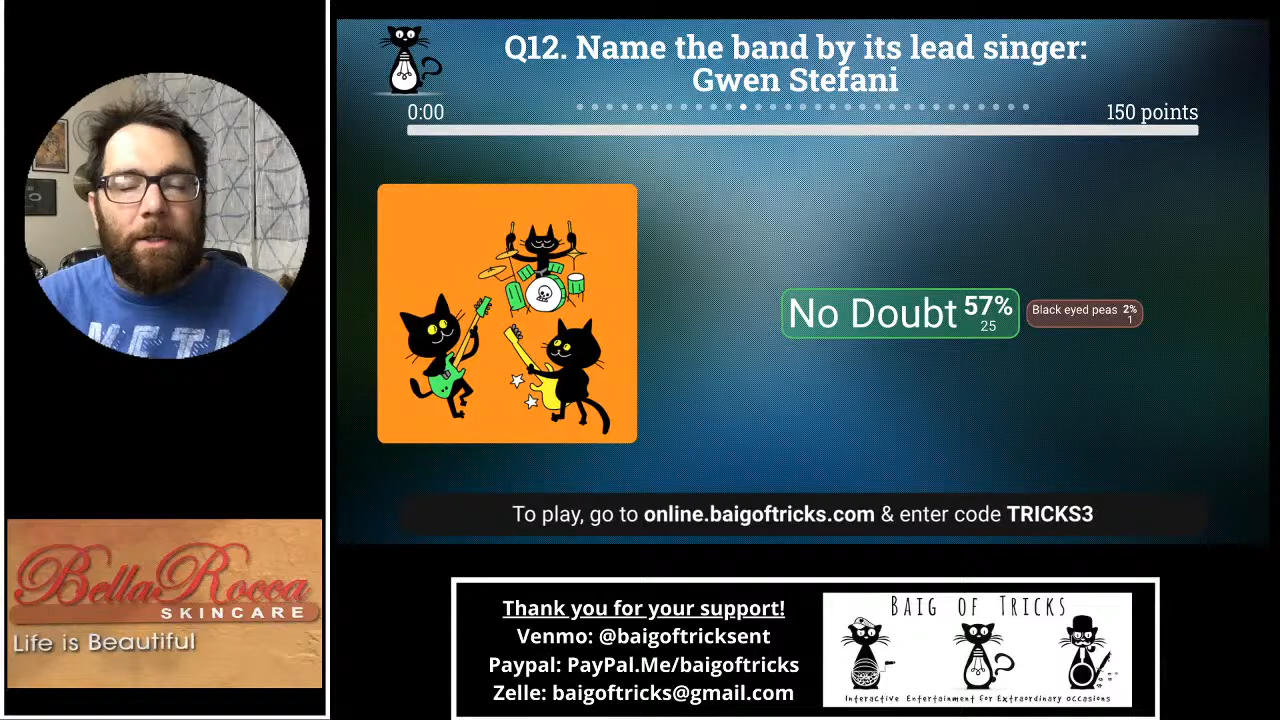 Q12. Name the band by its lead singer:
Gwen Stefani
0:00
150 points
No Doubt 57%
25
Black eyed peas 2%
1
To play, go to online.baigoftricks.com & enter code TRICKS3
BellaRocca
SKINCARE
Life is Beautiful
Thank you for your support!
Venmo: @baigoftricksent
Paypal: PayPal.Me/baigoftricks
Zelle: baigoftricks@gmail.com
BAIG OF TRICKS
Interactive Entertainment for Extraordinary occasions